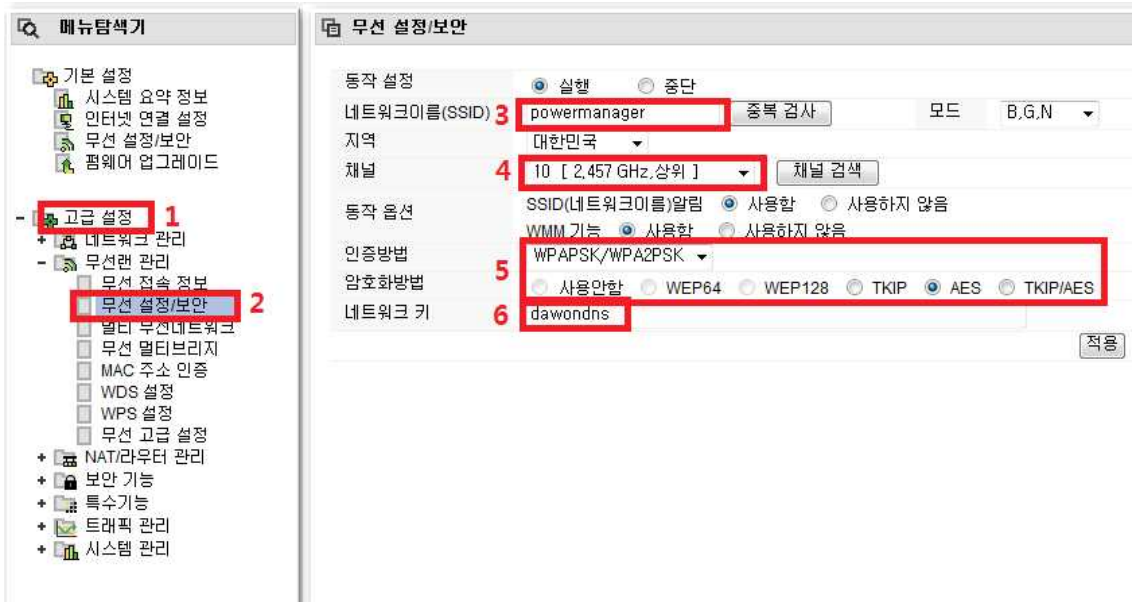 메뉴탐색기
기본 설정
시스템 요약 정보
인터넷 연결 설정
무선 설정/보안
펌웨어 업그레이드
- 고급 설정 1
+ 네트워크 관리
- 무선랜 관리
무선 접속 정보
무선 설정/보안 2
멀티 무선네트워크
무선 멀티브리지
MAC 주소 인증
WDS 설정
WPS 설정
무선 고급 설정
+ NAT/라우터 관리
+ 보안 기능
+ 특수기능
+ 트래픽 관리
+ 시스템 관리
무선 설정/보안
동작 설정 실행 중단
네트워크이름(SSID) 3 powermanager 중복 검사 모드 B,G,N
지역 대한민국
채널 4 10 [ 2,457 GHz,상위 ] 채널 검색
동작 옵션 SSID(네트워크이름)알림 사용함 사용하지 않음
WMM 기능 사용함 사용하지 않음
인증방법 WPAPSK/WPA2PSK
5
암호화방법 사용안함 WEP64 WEP128 TKIP AES TKIP/AES
네트워크 키 6 dawondns
적용